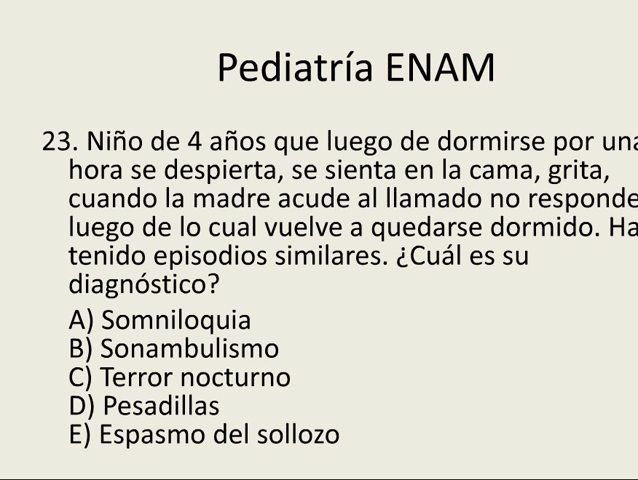 Pediatría ENAM
23. Niño de 4 años que luego de dormirse por una
hora se despierta, se sienta en la cama, grita,
cuando la madre acude al llamado no responde
luego de lo cual vuelve a quedarse dormido. Ha
tenido episodios similares. ¿Cuál es su
diagnóstico?
A) Somniloquia
B) Sonambulismo
C) Terror nocturno
D) Pesadillas
E) Espasmo del sollozo